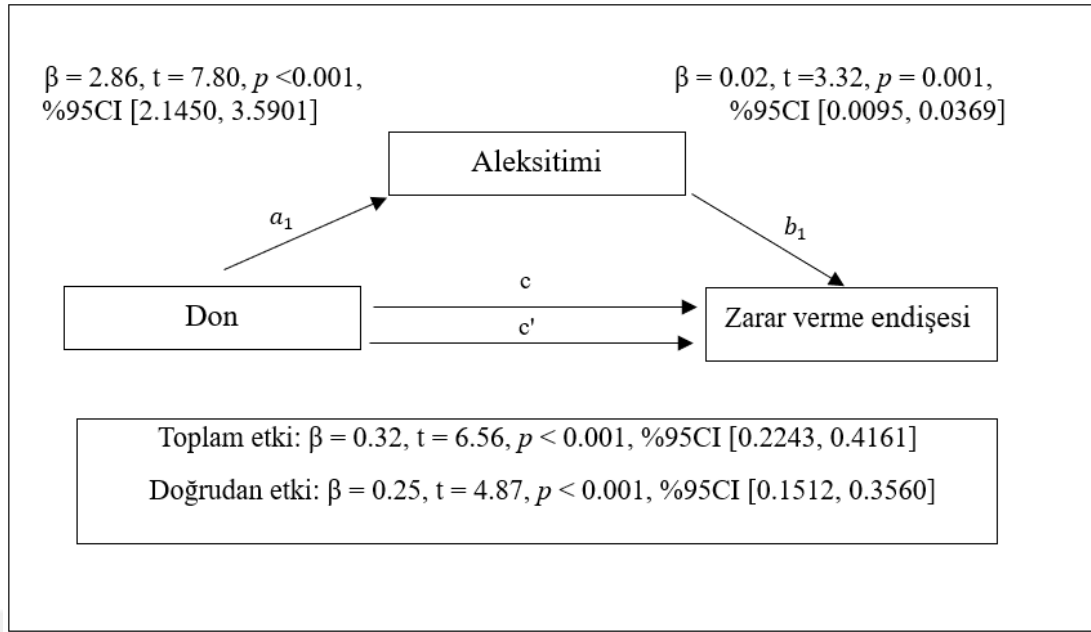 β = 2.86, t = 7.80, p <0.001,
%95CI [2.1450, 3.5901]
β = 0.02, t =3.32, p = 0.001,
%95CI [0.0095, 0.0369]
Aleksitimi
a₁
b₁
Don
c
c'
Zarar verme endişesi
Toplam etki: β = 0.32, t = 6.56, p < 0.001, %95CI [0.2243, 0.4161]
Doğrudan etki: β = 0.25, t = 4.87, p < 0.001, %95CI [0.1512, 0.3560]